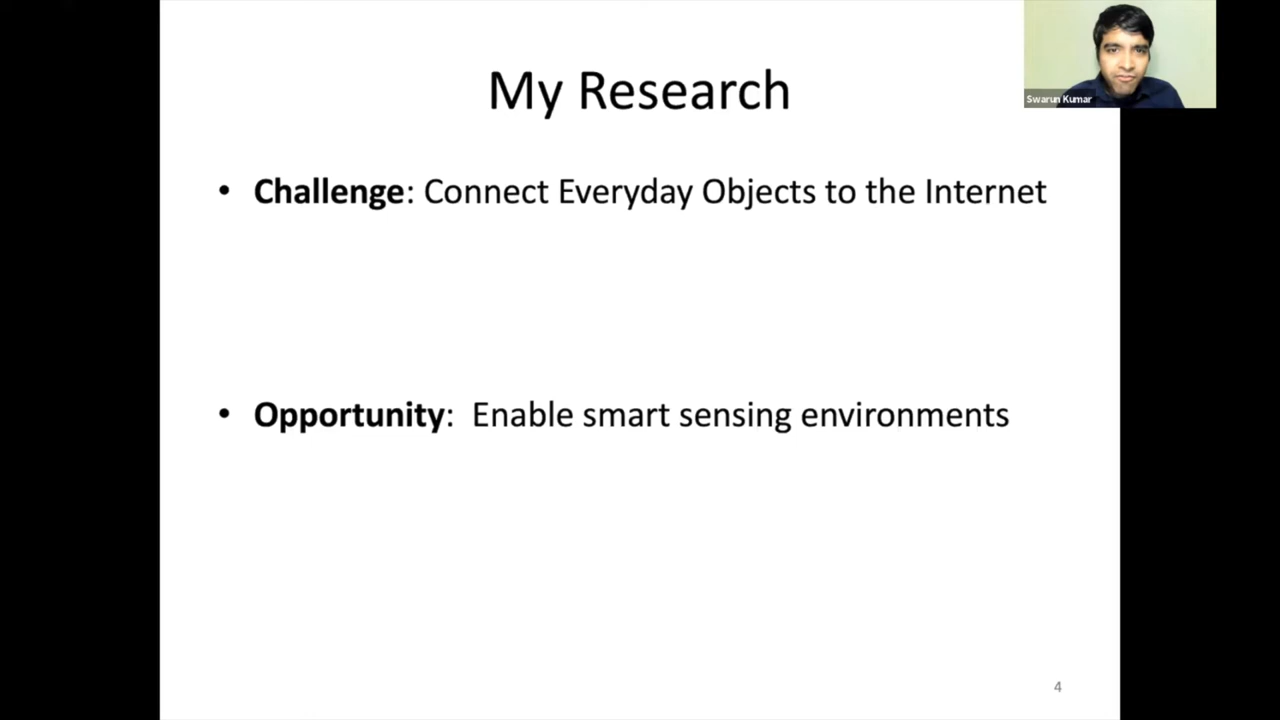 My Research
Swarun Kumar
• Challenge: Connect Everyday Objects to the Internet
• Opportunity: Enable smart sensing environments
4